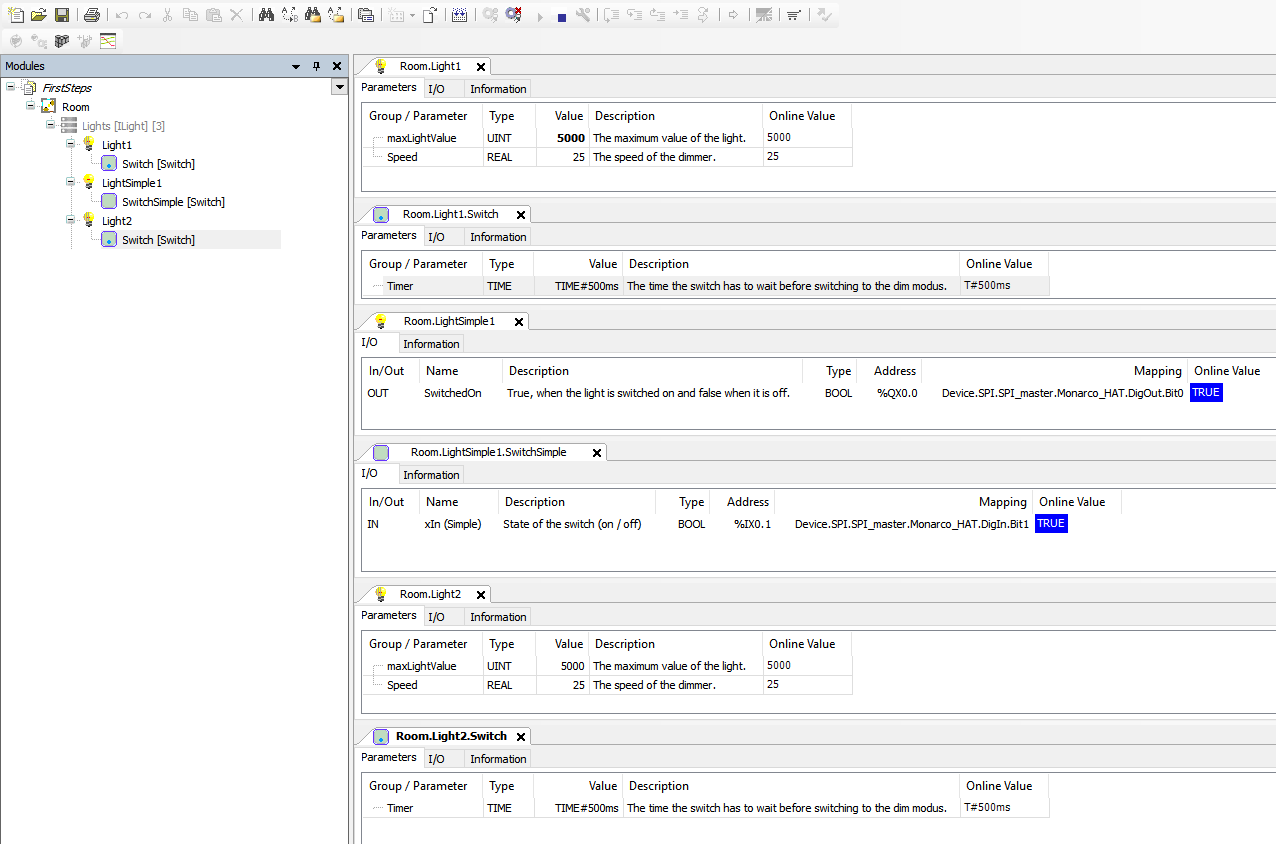 Modules
FirstSteps
Room
Lights [ILight] [3]
Light1
Switch [Switch]
LightSimple1
SwitchSimple [Switch]
Light2
Switch [Switch]
Room.Light1
Parameters I/O Information
Group / Parameter Type Value Description Online Value
maxLightValue UINT 5000 The maximum value of the light. 5000
Speed REAL 25 The speed of the dimmer. 25
Room.Light1.Switch
Parameters I/O Information
Group / Parameter Type Value Description Online Value
Timer TIME TIME#500ms The time the switch has to wait before switching to the dim modus. T#500ms
Room.LightSimple1
I/O Information
In/Out Name Description Type Address Mapping Online Value
OUT SwitchedOn True, when the light is switched on and false when it is off. BOOL %QX0.0 Device.SPI.SPI_master.Monarco_HAT.DigOut.Bit0 TRUE
Room.LightSimple1.SwitchSimple
I/O Information
In/Out Name Description Type Address Mapping Online Value
IN xIn (Simple) State of the switch (on / off) BOOL %IX0.1 Device.SPI.SPI_master.Monarco_HAT.DigIn.Bit1 TRUE
Room.Light2
Parameters I/O Information
Group / Parameter Type Value Description Online Value
maxLightValue UINT 5000 The maximum value of the light. 5000
Speed REAL 25 The speed of the dimmer. 25
Room.Light2.Switch
Parameters I/O Information
Group / Parameter Type Value Description Online Value
Timer TIME TIME#500ms The time the switch has to wait before switching to the dim modus. T#500ms